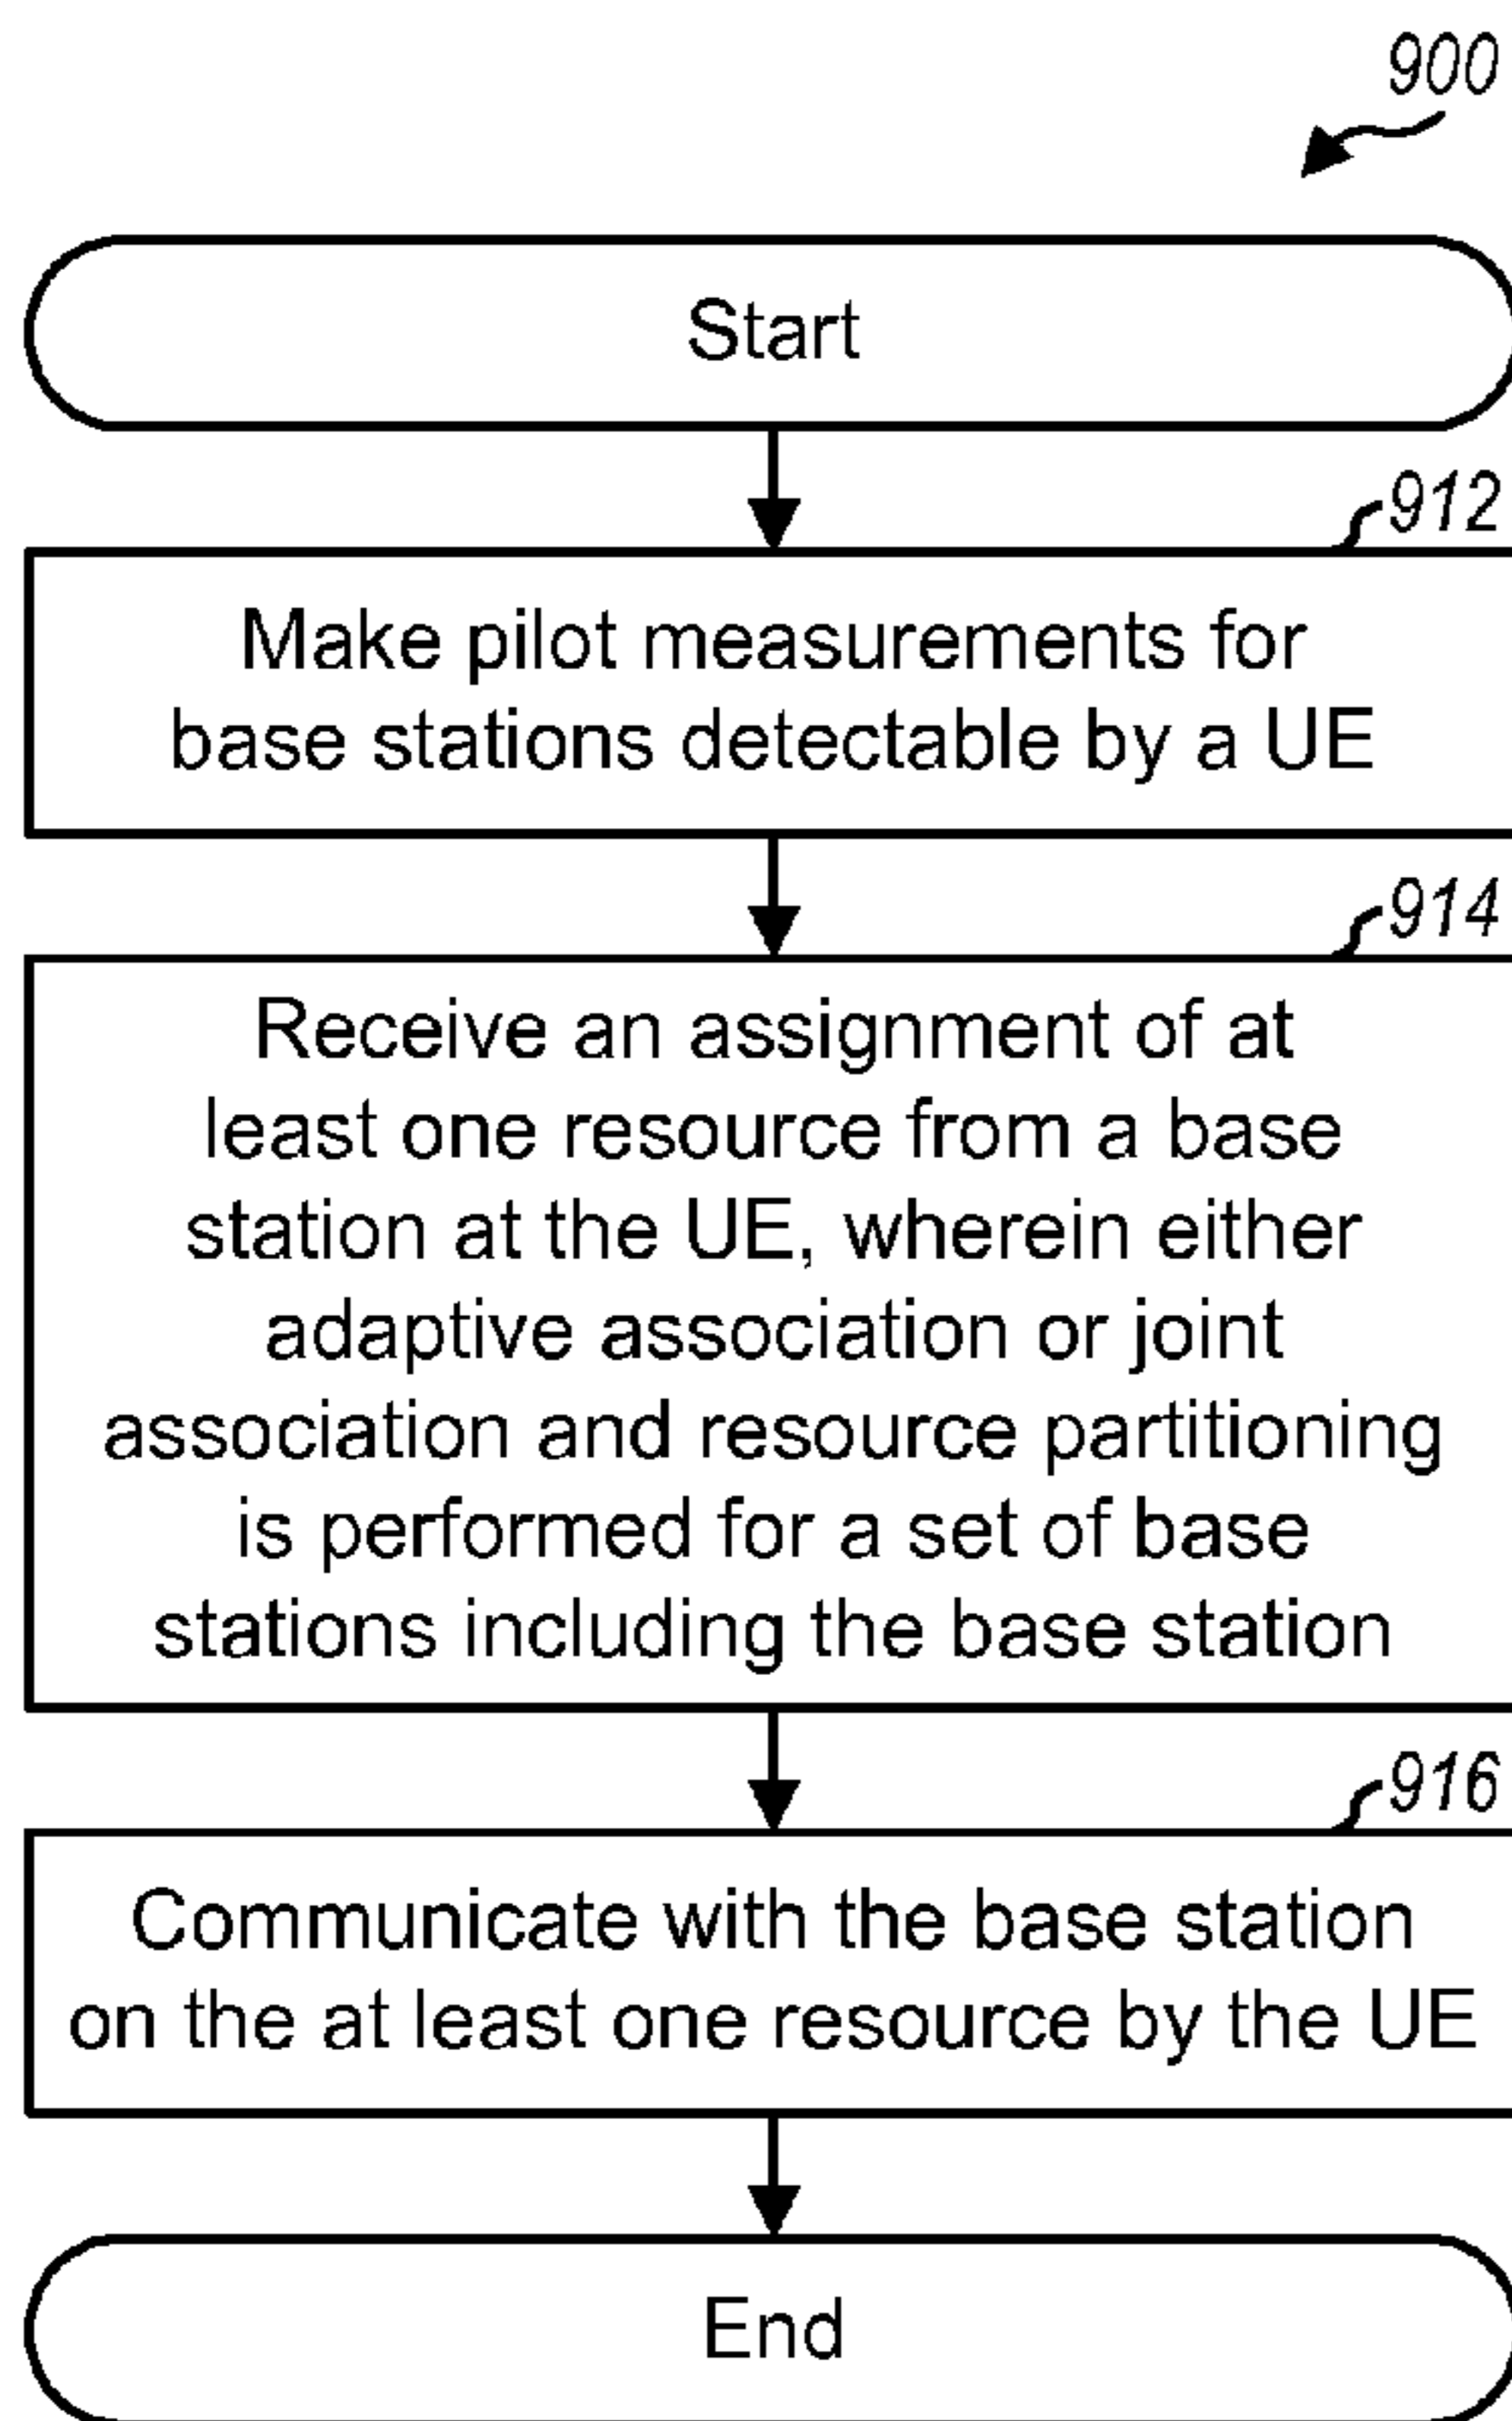 900
Start
912
Make pilot measurements for
base stations detectable by a UE
914
Receive an assignment of at
least one resource from a base
station at the UE, wherein either
adaptive association or joint
association and resource partitioning
is performed for a set of base
stations including the base station
916
Communicate with the base station
on the at least one resource by the UE
End